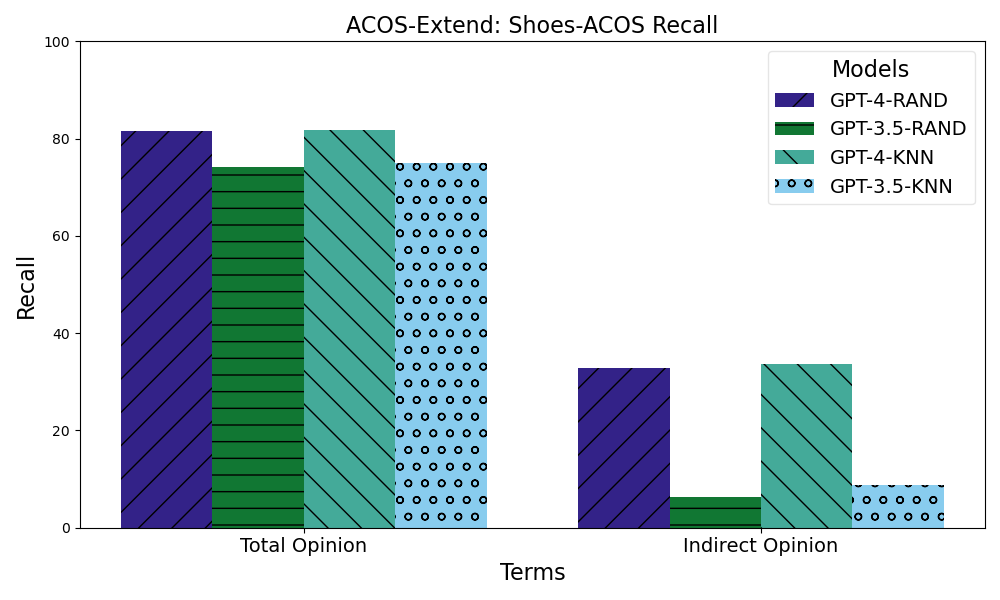 ACOS-Extend: Shoes-ACOS Recall
Models
GPT-4-RAND
GPT-3.5-RAND
GPT-4-KNN
GPT-3.5-KNN
Recall
100
80
60
40
20
0
Total Opinion
Indirect Opinion
Terms